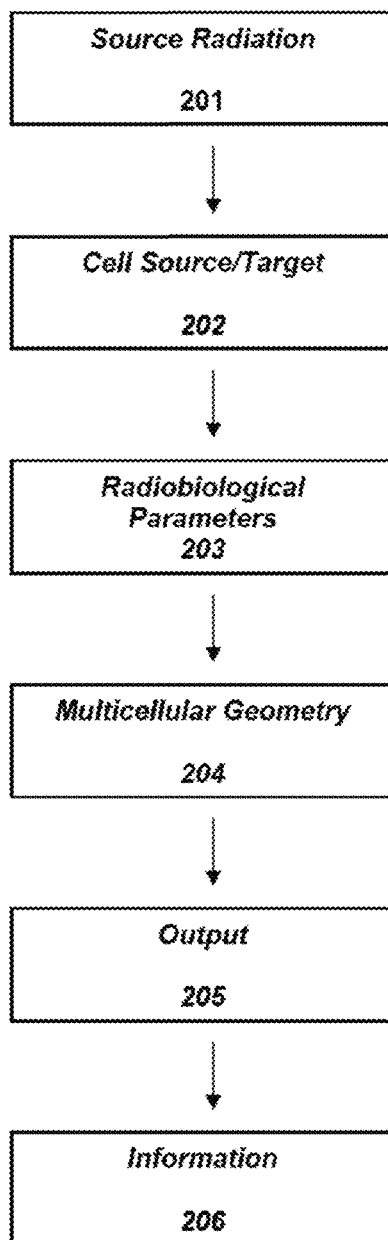 Source Radiation
201
Cell Source/Target
202
Radiobiological
Parameters
203
Multicellular Geometry
204
Output
205
Information
206